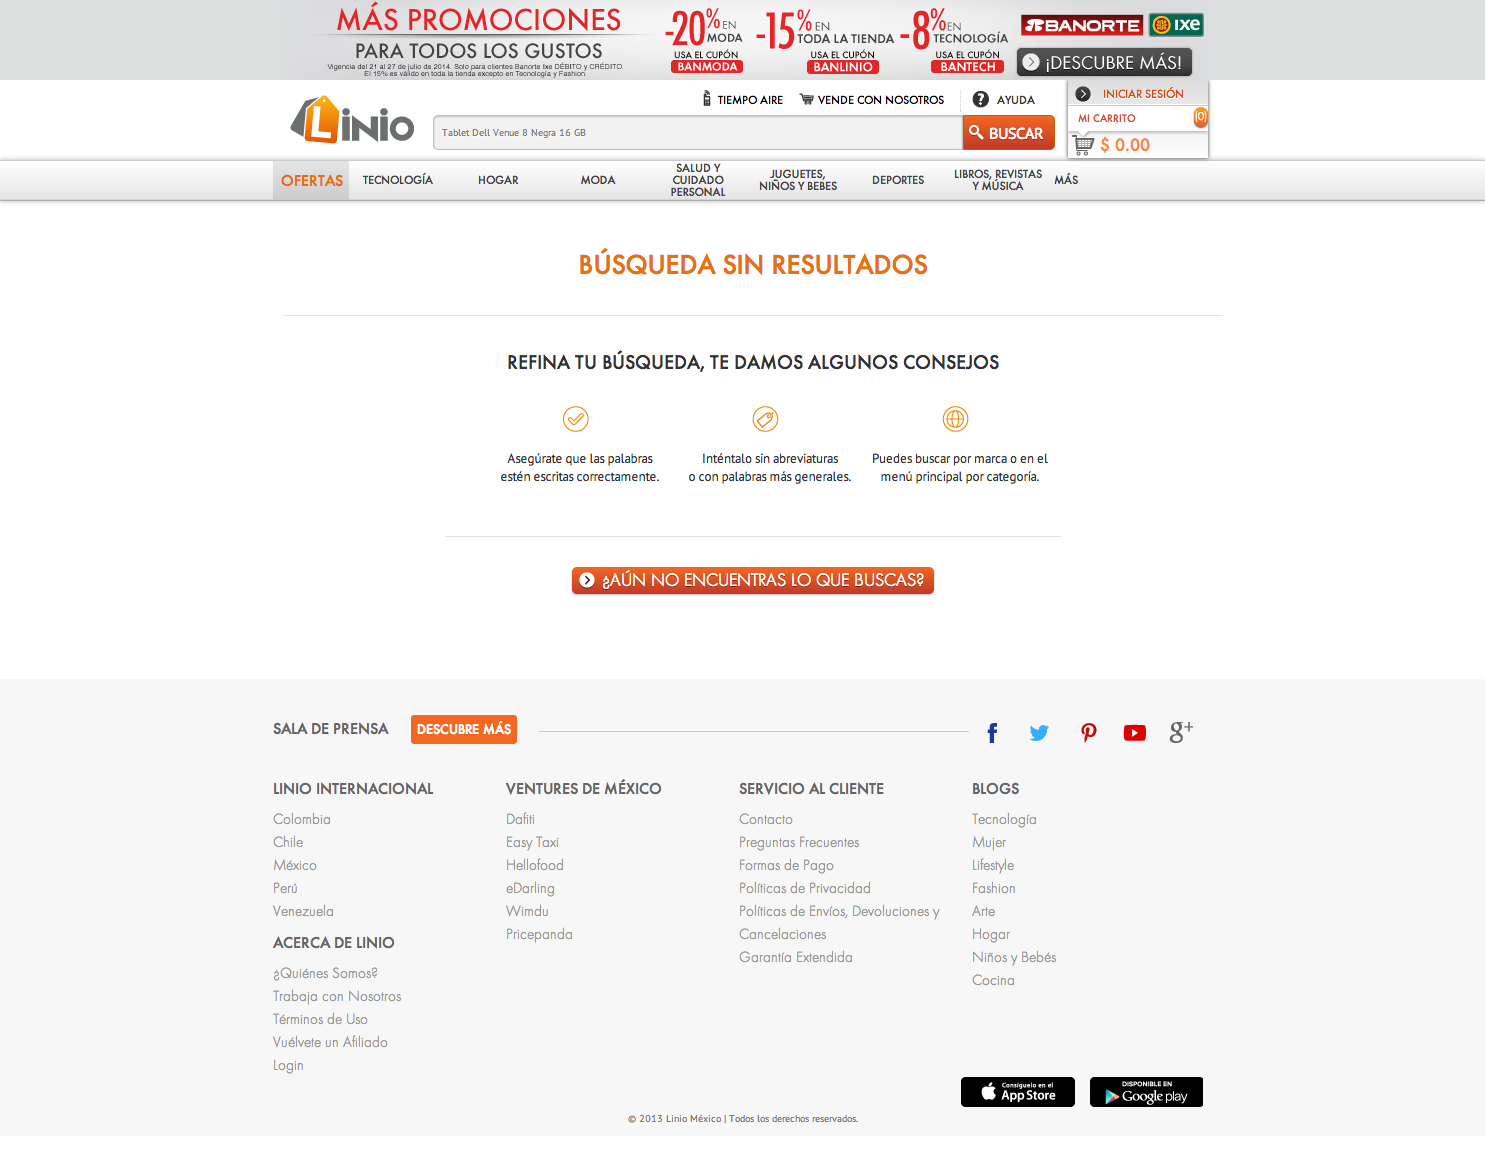 MÁS PROMOCIONES
PARA TODOS LOS GUSTOS
Vigencia del 21 al 27 de julio de 2014. Solo para clientes Banorte Ixe DÉBITO y CRÉDITO.
El 15% es válido en toda la tienda excepto en Tecnología y Fashion.
-20% EN MODA
USA EL CUPÓN
BANMODA
-15% EN TODA LA TIENDA
USA EL CUPÓN
BANLINIO
-8% EN TECNOLOGÍA
USA EL CUPÓN
BANTECH
BANORTE IXE
¡DESCUBRE MÁS!
LINIO
TIEMPO AIRE
VENDE CON NOSOTROS
? AYUDA
INICIAR SESIÓN
Tablet Dell Venue 8 Negra 16 GB
BUSCAR
MI CARRITO
(0)
$ 0.00
OFERTAS
TECNOLOGÍA
HOGAR
MODA
SALUD Y
CUIDADO
PERSONAL
JUGUETES,
NIÑOS Y BEBES
DEPORTES
LIBROS, REVISTAS
Y MÚSICA
MÁS
BÚSQUEDA SIN RESULTADOS
REFINA TU BÚSQUEDA, TE DAMOS ALGUNOS CONSEJOS
Asegúrate que las palabras
estén escritas correctamente.
Inténtalo sin abreviaturas
o con palabras más generales.
Puedes buscar por marca o en el
menú principal por categoría.
¿AÚN NO ENCUENTRAS LO QUE BUSCAS?
SALA DE PRENSA
DESCUBRE MÁS
f
g+
LINIO INTERNACIONAL
Colombia
Chile
México
Perú
Venezuela
ACERCA DE LINIO
¿Quiénes Somos?
Trabaja con Nosotros
Términos de Uso
Vuélvete un Afiliado
Login
VENTURES DE MÉXICO
Dafiti
Easy Taxi
Hellofood
eDarling
Wimdu
Pricepanda
SERVICIO AL CLIENTE
Contacto
Preguntas Frecuentes
Formas de Pago
Políticas de Privacidad
Políticas de Envíos, Devoluciones y
Cancelaciones
Garantía Extendida
BLOGS
Tecnología
Mujer
Lifestyle
Fashion
Arte
Hogar
Niños y Bebés
Cocina
Consíguelo en el
App Store
DISPONIBLE EN
Google play
© 2013 Linio México | Todos los derechos reservados.